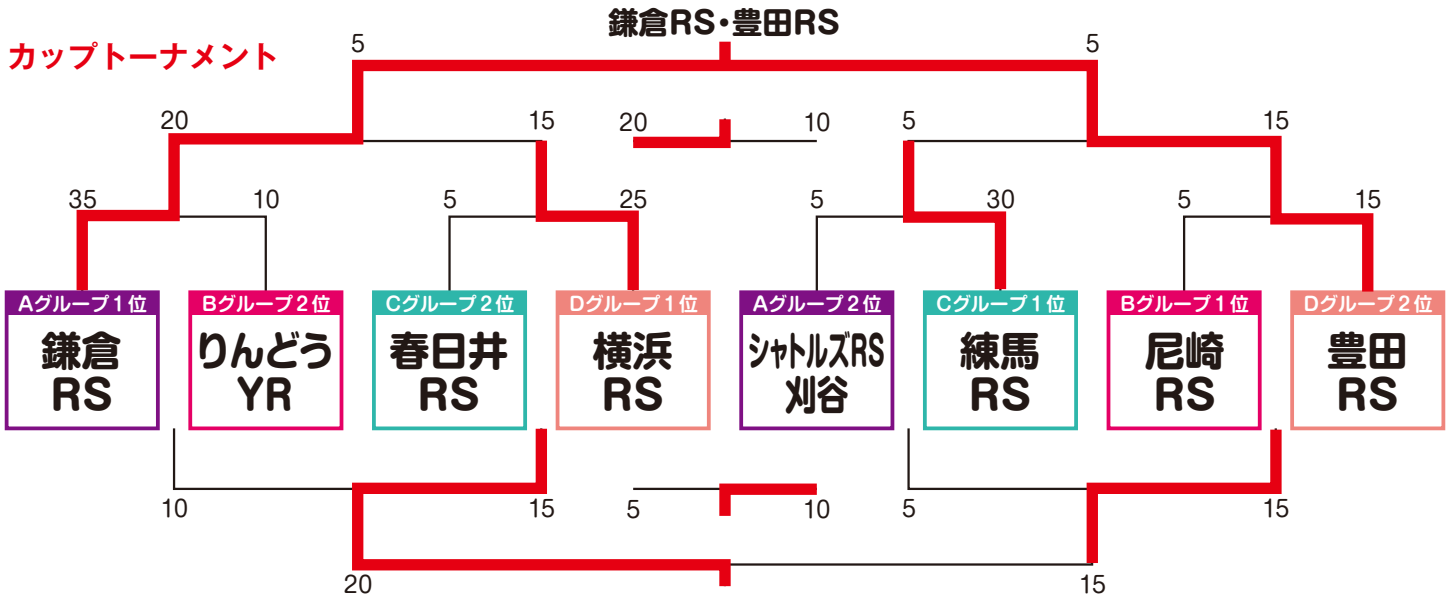 鎌倉RS・豊田RS
カップトーナメント
5
5
20
15
20
10
5
15
35
10
5
25
5
30
5
15
Aグループ1位
鎌倉
RS
Bグループ2位
りんどう
YR
Cグループ2位
春日井
RS
Dグループ1位
横浜
RS
Aグループ2位
シャトルズRS
刈谷
Cグループ1位
練馬
RS
Bグループ1位
尼崎
RS
Dグループ2位
豊田
RS
10
15
5
10
5
15
20
15